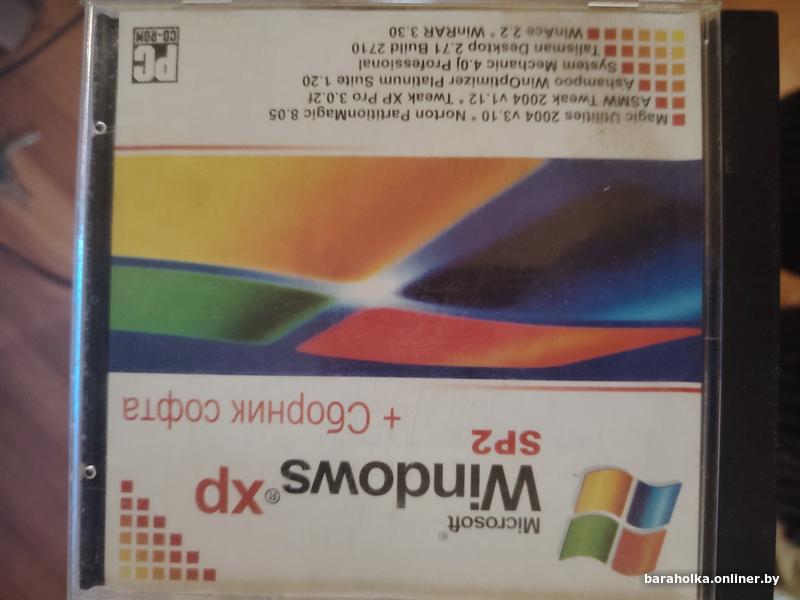 Microsoft®
Windows® xp
SP2
+ Сборник софта
Magic Utilities 2004 v3.10 * Norton PartitionMagic 8.05
ASMW Tweak 2004 v1.12 * Tweak XP Pro 3.0.2f
Ashampoo WinOptimizer Platinum Suite 1.20
System Mechanic 4.0j Professional
Talisman Desktop 2.71 Build 2710
WinAce 2.2 * WinRAR 3.30
PC
CD-ROM
baraholka.onliner.by